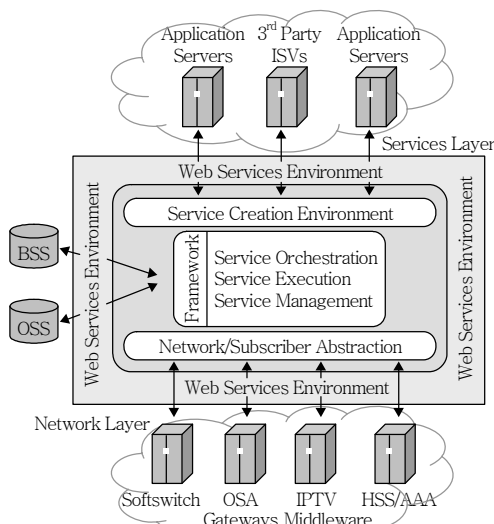 Application Servers
3rd Party ISVs
Application Servers
Services Layer
Web Services Environment
Web Services Environment
Web Services Environment
Service Creation Environment
BSS
OSS
Framework
Service Orchestration
Service Execution
Service Management
Network/Subscriber Abstraction
Web Services Environment
Network Layer
Softswitch
OSA
IPTV
HSS/AAA
Gateways Middleware